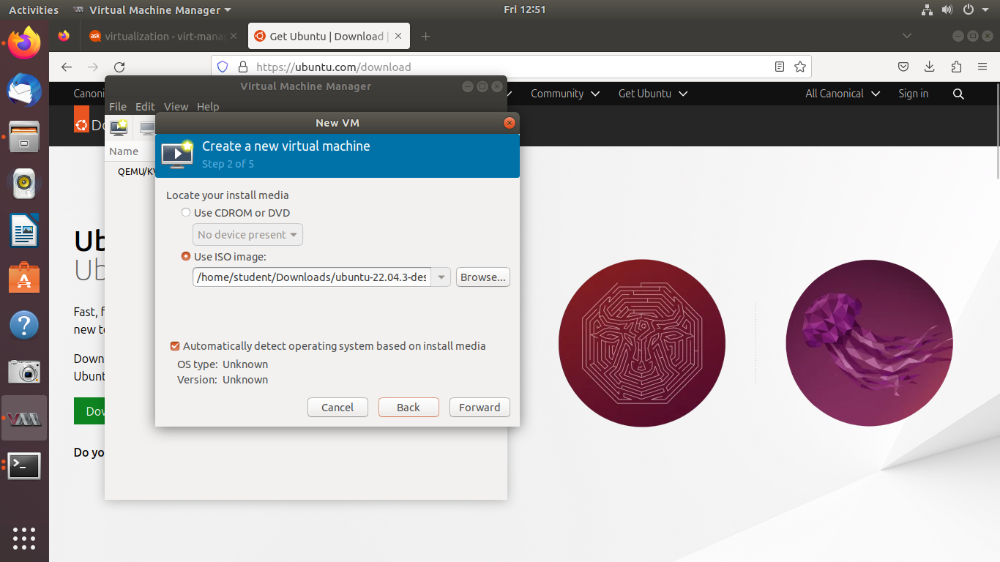 Activities Virtual Machine Manager Fri 12:51
virtualization - virt-mana Get Ubuntu | Download |
https://ubuntu.com/download
Canoni Community Get Ubuntu All Canonical Sign in
Virtual Machine Manager
File Edit View Help
Name
QEMU/KV
New VM
Create a new virtual machine
Step 2 of 5
Locate your install media
Use CDROM or DVD
No device present
Use ISO image:
/home/student/Downloads/ubuntu-22.04.3-des Browse...
Automatically detect operating system based on install media
OS type: Unknown
Version: Unknown
Cancel Back Forward
Ub
Ub
Fast, f
new te
Down
Ubunt
Dow
Do yo